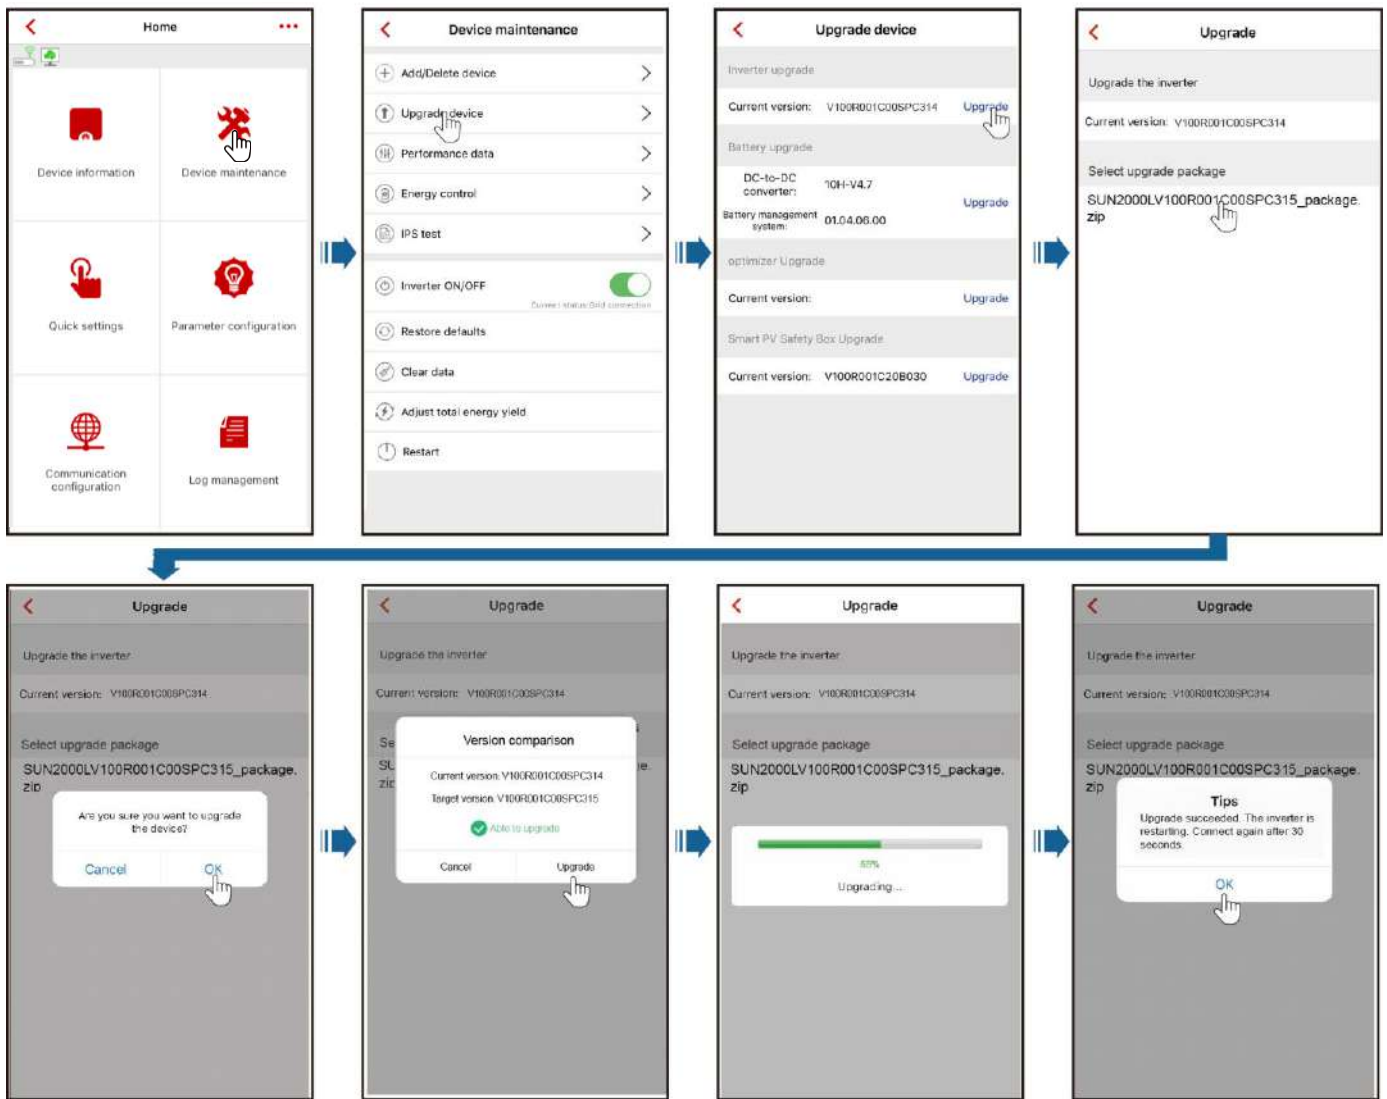 Home
Device information
Device maintenance
Quick settings
Parameter configuration
Communication
configuration
Log management
Device maintenance
Add/Delete device
Upgrade device
Performance data
Energy control
IPS test
Inverter ON/OFF
Current status:Grid connection
Restore defaults
Clear data
Adjust total energy yield
Restart
Upgrade device
Inverter upgrade
Current version: V100R001C00SPC314 Upgrade
Battery upgrade
DC-to-DC
converter:
10H-V4.7
Upgrade
Battery management
system:
01.04.06.00
optimizer Upgrade
Current version: Upgrade
Smart PV Safety Box Upgrade
Current version: V100R001C20B030 Upgrade
Upgrade
Upgrade the inverter
Current version: V100R001C00SPC314
Select upgrade package
SUN2000LV100R001C00SPC315_package.
zip
Upgrade
Upgrade the inverter
Current version: V100R001C00SPC314
Select upgrade package
SUN2000LV100R001C00SPC315_package.
zip
Are you sure you want to upgrade
the device?
Cancel OK
Upgrade
Upgrade the inverter
Current version: V100R001C00SPC314
Se
SU
e.
zip
Version comparison
Current version: V100R001C00SPC314
Target version: V100R001C00SPC315
Able to upgrade
Cancel Upgrade
Upgrade
Upgrade the inverter
Current version: V100R001C00SPC314
Select upgrade package
SUN2000LV100R001C00SPC315_package.
zip
Upgrading...
Upgrade
Upgrade the inverter
Current version: V100R001C00SPC314
Select upgrade package
SUN2000LV100R001C00SPC315_package.
zip
Tips
Upgrade succeeded. The inverter is
restarting. Connect again after 30
seconds.
OK